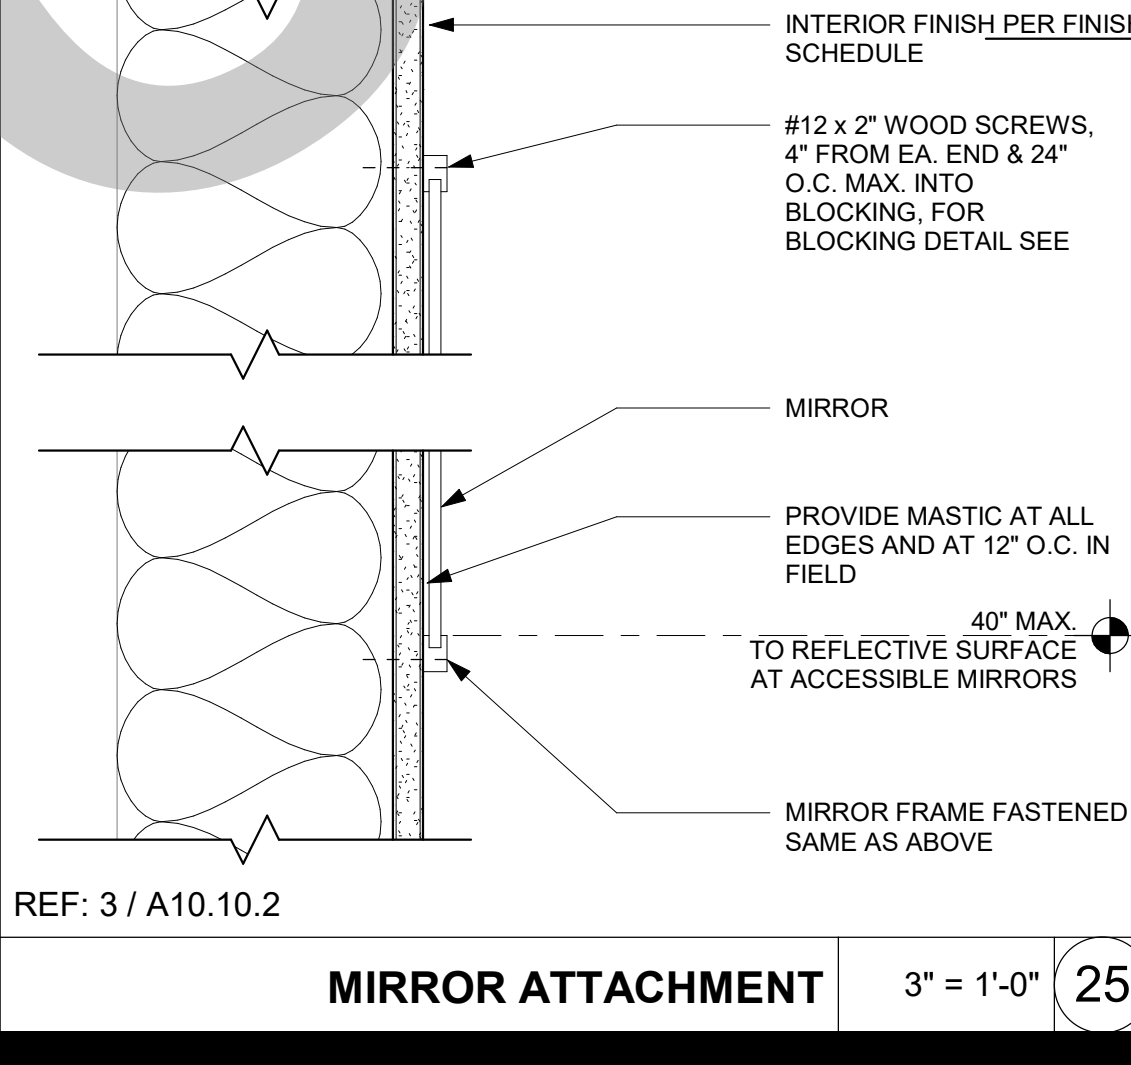 INTERIOR FINISH PER FINISH
SCHEDULE
#12 x 2" WOOD SCREWS,
4" FROM EA. END & 24"
O.C. MAX. INTO
BLOCKING, FOR
BLOCKING DETAIL SEE
MIRROR
PROVIDE MASTIC AT ALL
EDGES AND AT 12" O.C. IN
FIELD
40" MAX.
TO REFLECTIVE SURFACE
AT ACCESSIBLE MIRRORS
MIRROR FRAME FASTENED
SAME AS ABOVE
REF: 3 / A10.10.2
MIRROR ATTACHMENT
3" = 1'-0"
25